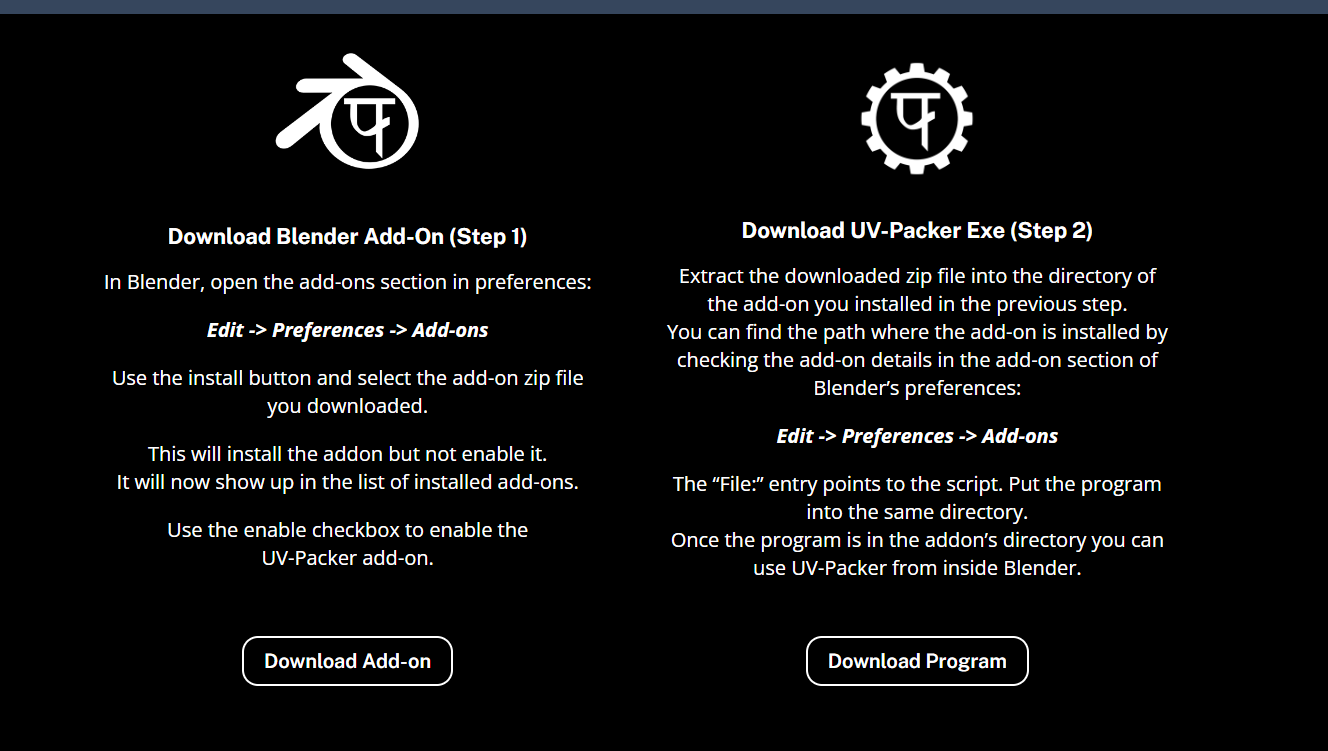 Download Blender Add-On (Step 1)
In Blender, open the add-ons section in preferences:
Edit -> Preferences -> Add-ons
Use the install button and select the add-on zip file
you downloaded.
This will install the addon but not enable it.
It will now show up in the list of installed add-ons.
Use the enable checkbox to enable the
UV-Packer add-on.
Download Add-on
Download UV-Packer Exe (Step 2)
Extract the downloaded zip file into the directory of
the add-on you installed in the previous step.
You can find the path where the add-on is installed by
checking the add-on details in the add-on section of
Blender’s preferences:
Edit -> Preferences -> Add-ons
The “File:” entry points to the script. Put the program
into the same directory.
Once the program is in the addon’s directory you can
use UV-Packer from inside Blender.
Download Program